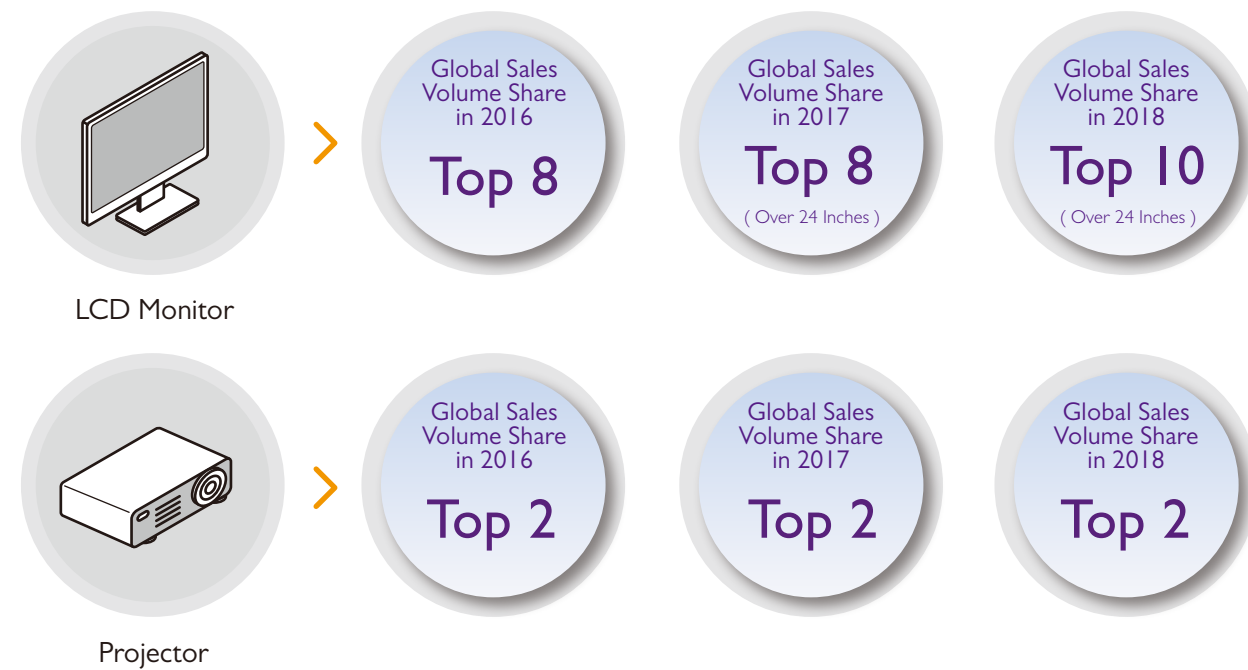 Global Sales
Volume Share
in 2016
Top 8
Global Sales
Volume Share
in 2017
Top 8
( Over 24 Inches )
Global Sales
Volume Share
in 2018
Top 10
( Over 24 Inches )
LCD Monitor
Global Sales
Volume Share
in 2016
Top 2
Global Sales
Volume Share
in 2017
Top 2
Global Sales
Volume Share
in 2018
Top 2
Projector